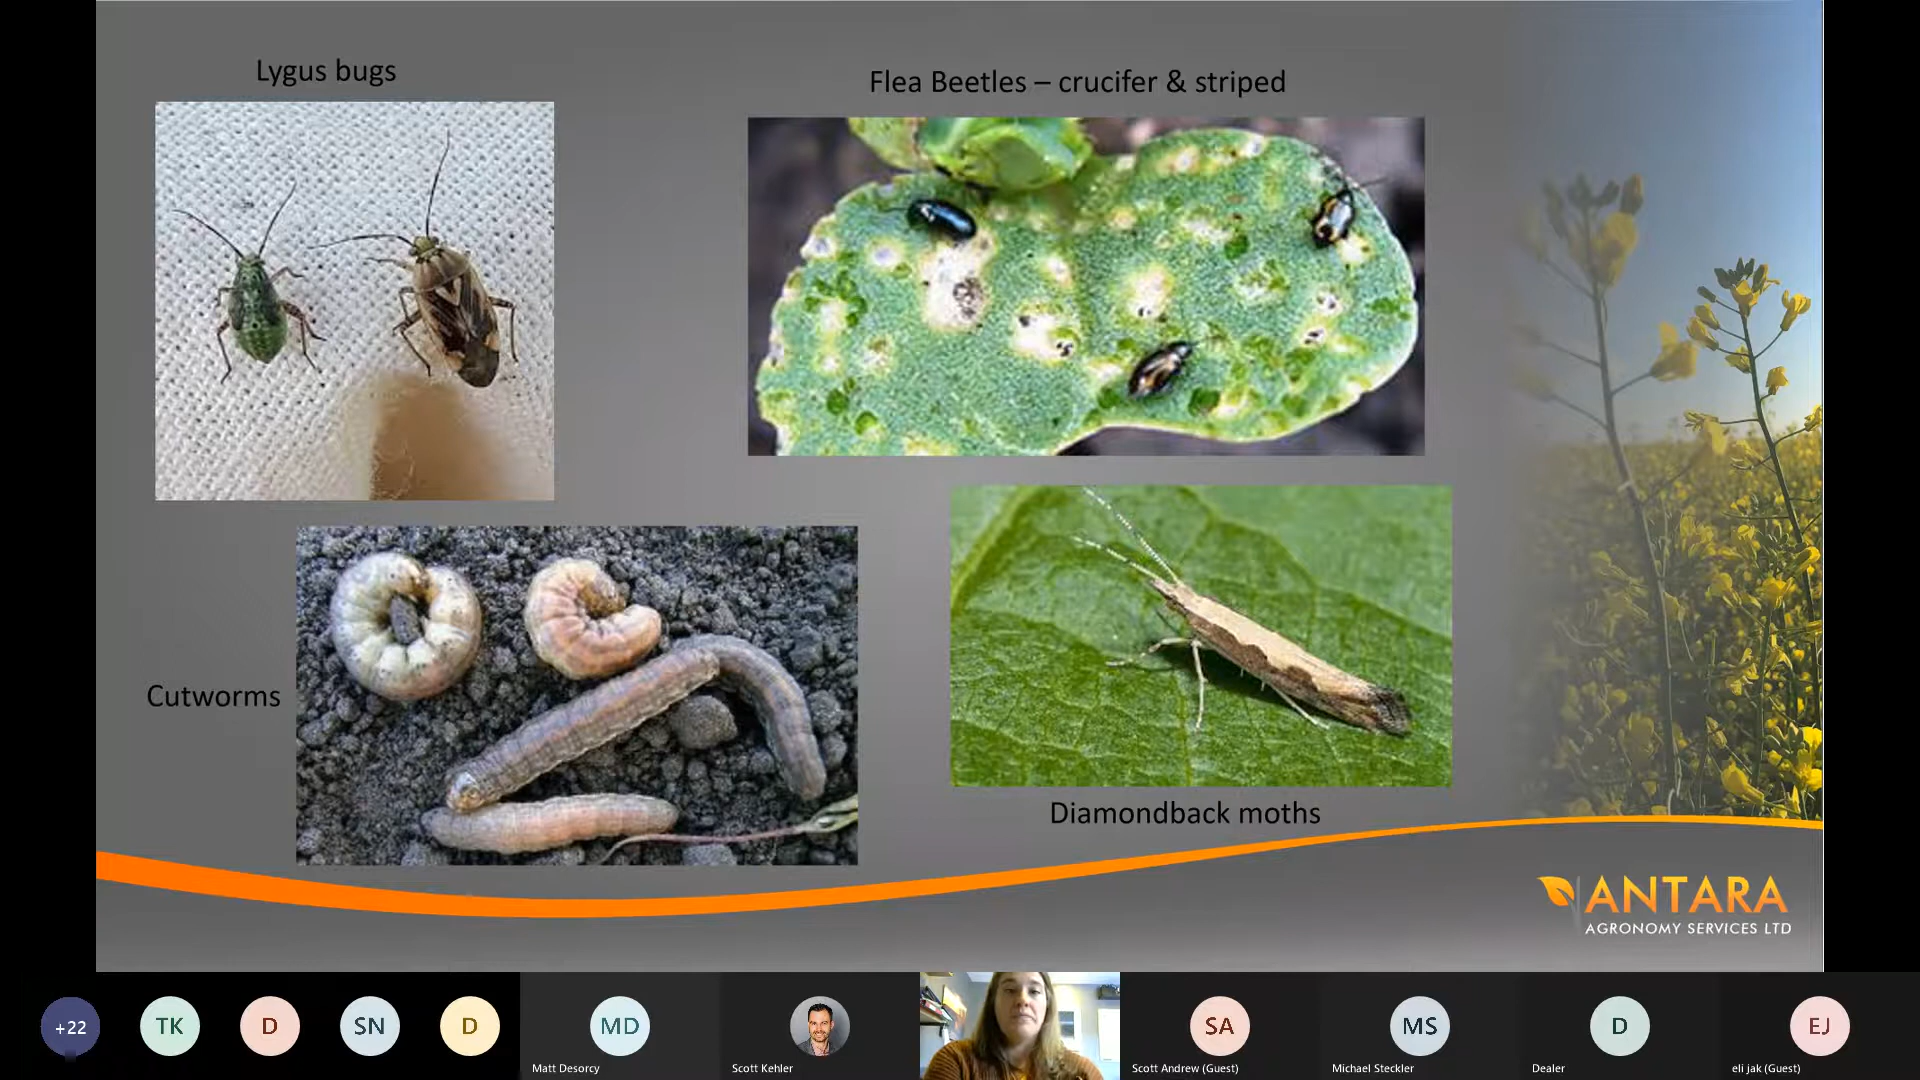 Lygus bugs
Flea Beetles – crucifer & striped
Cutworms
Diamondback moths
ANTARA
AGRONOMY SERVICES LTD
+22
TK
D
SN
D
MD
Matt Desorcy
Scott Kehler
SA
Scott Andrew (Guest)
MS
Michael Steckler
D
Dealer
EJ
eli jak (Guest)